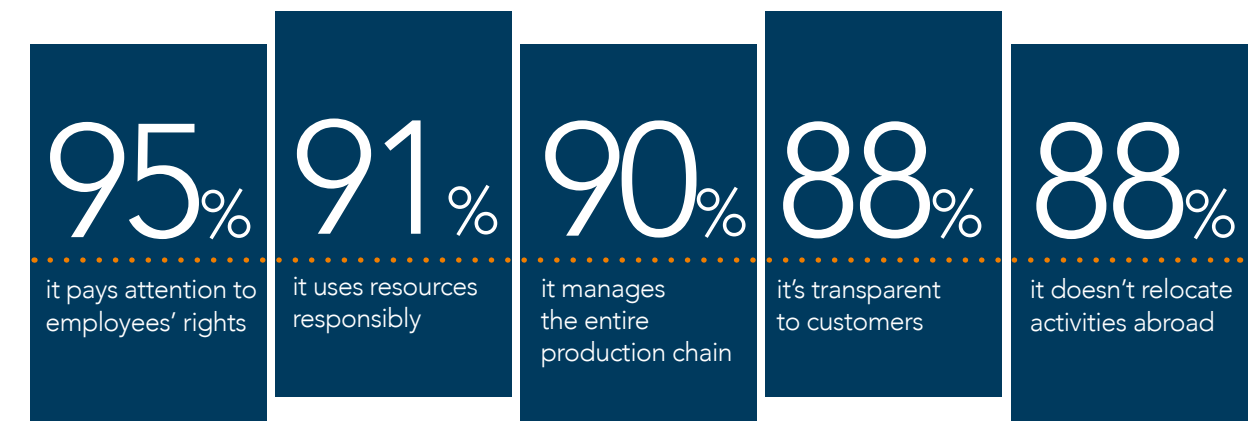 95%
it pays attention to
employees’ rights
91%
it uses resources
responsibly
90%
it manages
the entire
production chain
88%
it’s transparent
to customers
88%
it doesn’t relocate
activities abroad